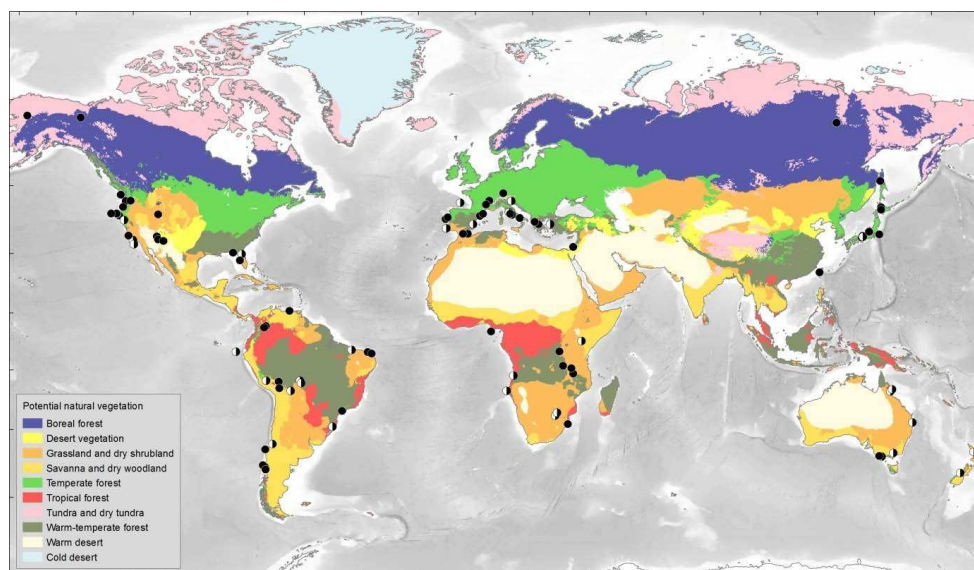 Potential natural vegetation
Boreal forest
Desert vegetation
Grassland and dry shrubland
Savanna and dry woodland
Temperate forest
Tropical forest
Tundra and dry tundra
Warm-temperate forest
Warm desert
Cold desert